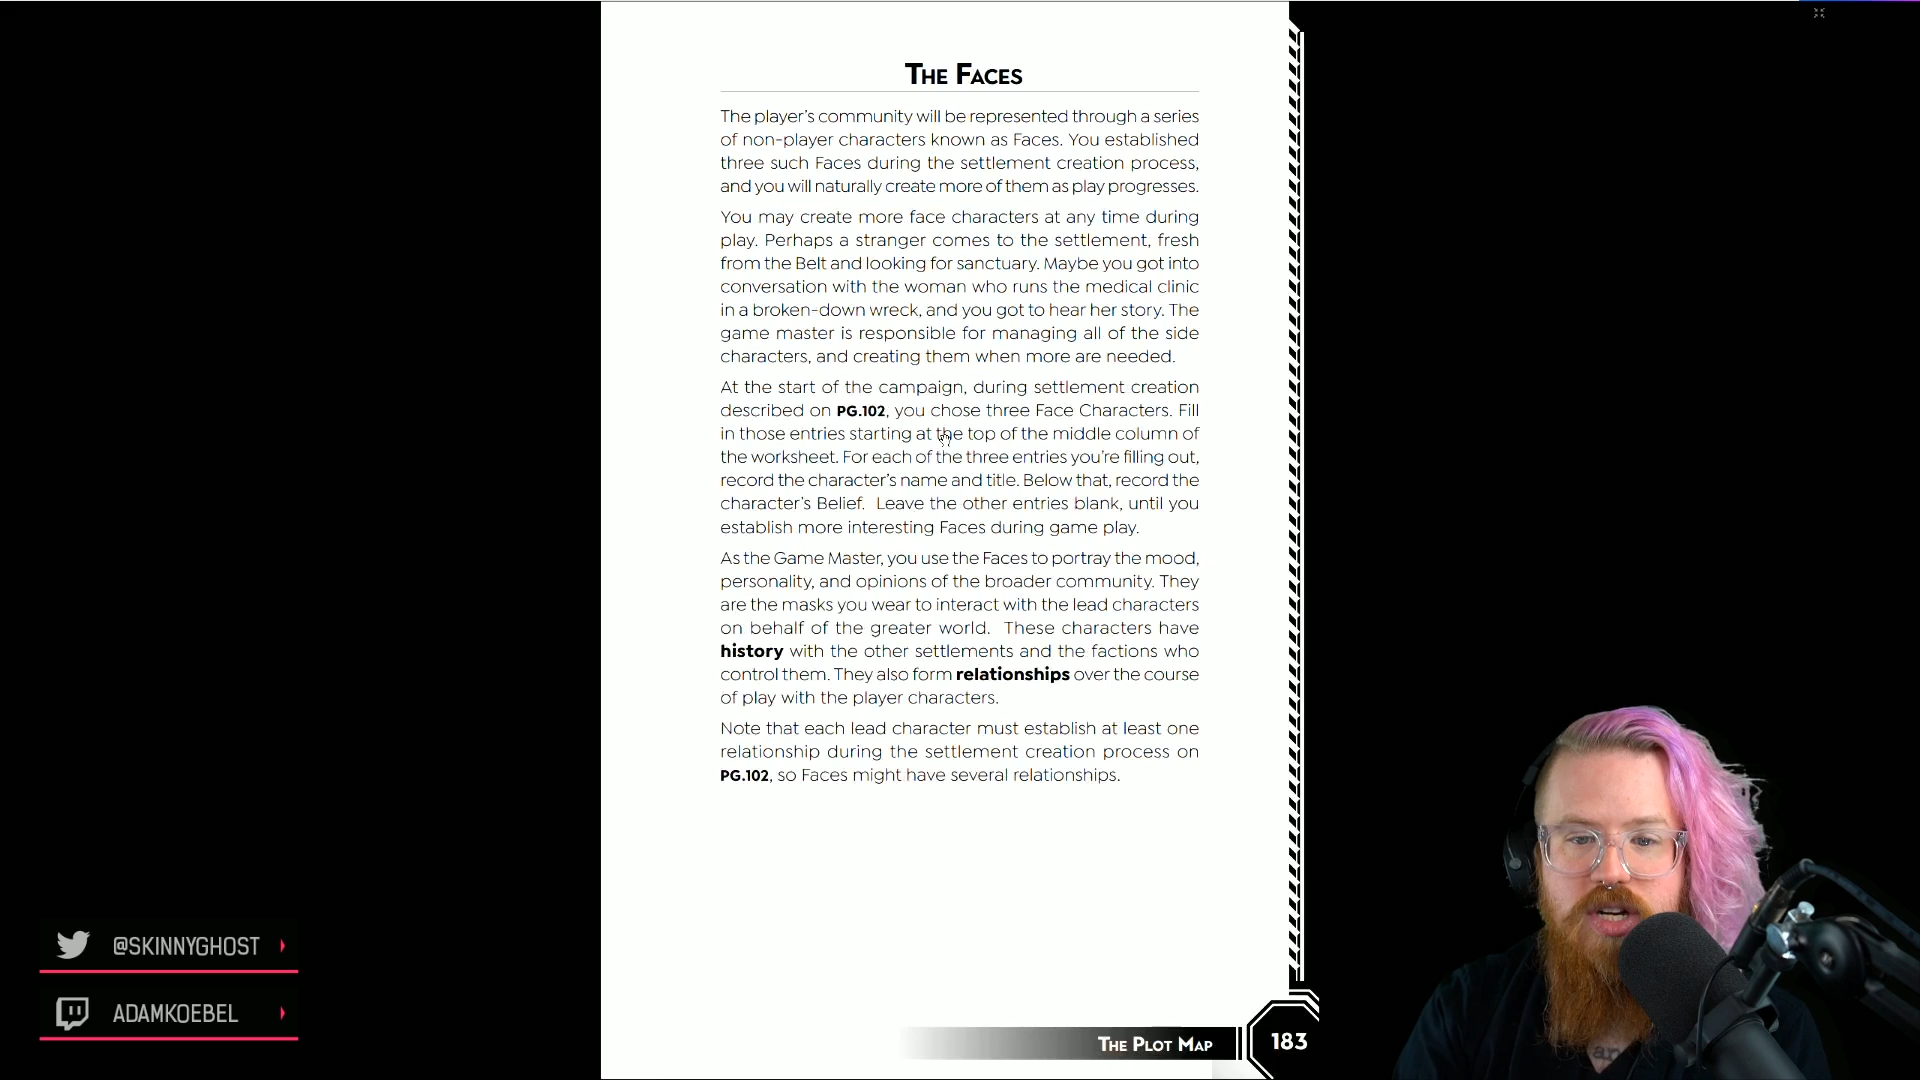 The Faces
The player's community will be represented through a series
of non-player characters known as Faces. You established
three such Faces during the settlement creation process,
and you will naturally create more of them as play progresses.
You may create more face characters at any time during
play. Perhaps a stranger comes to the settlement, fresh
from the Belt and looking for sanctuary. Maybe you got into
conversation with the woman who runs the medical clinic
in a broken-down wreck, and you got to hear her story. The
game master is responsible for managing all of the side
characters, and creating them when more are needed.
At the start of the campaign, during settlement creation
described on PG.102, you chose three Face Characters. Fill
in those entries starting at the top of the middle column of
the worksheet. For each of the three entries you're filling out,
record the character's name and title. Below that, record the
character's Belief.  Leave the other entries blank, until you
establish more interesting Faces during game play.
As the Game Master, you use the Faces to portray the mood,
personality, and opinions of the broader community. They
are the masks you wear to interact with the lead characters
on behalf of the greater world.  These characters have
history with the other settlements and the factions who
control them. They also form relationships over the course
of play with the player characters.
Note that each lead character must establish at least one
relationship during the settlement creation process on
PG.102, so Faces might have several relationships.
The Plot Map
183
@SKINNYGHOST
ADAMKOEBEL